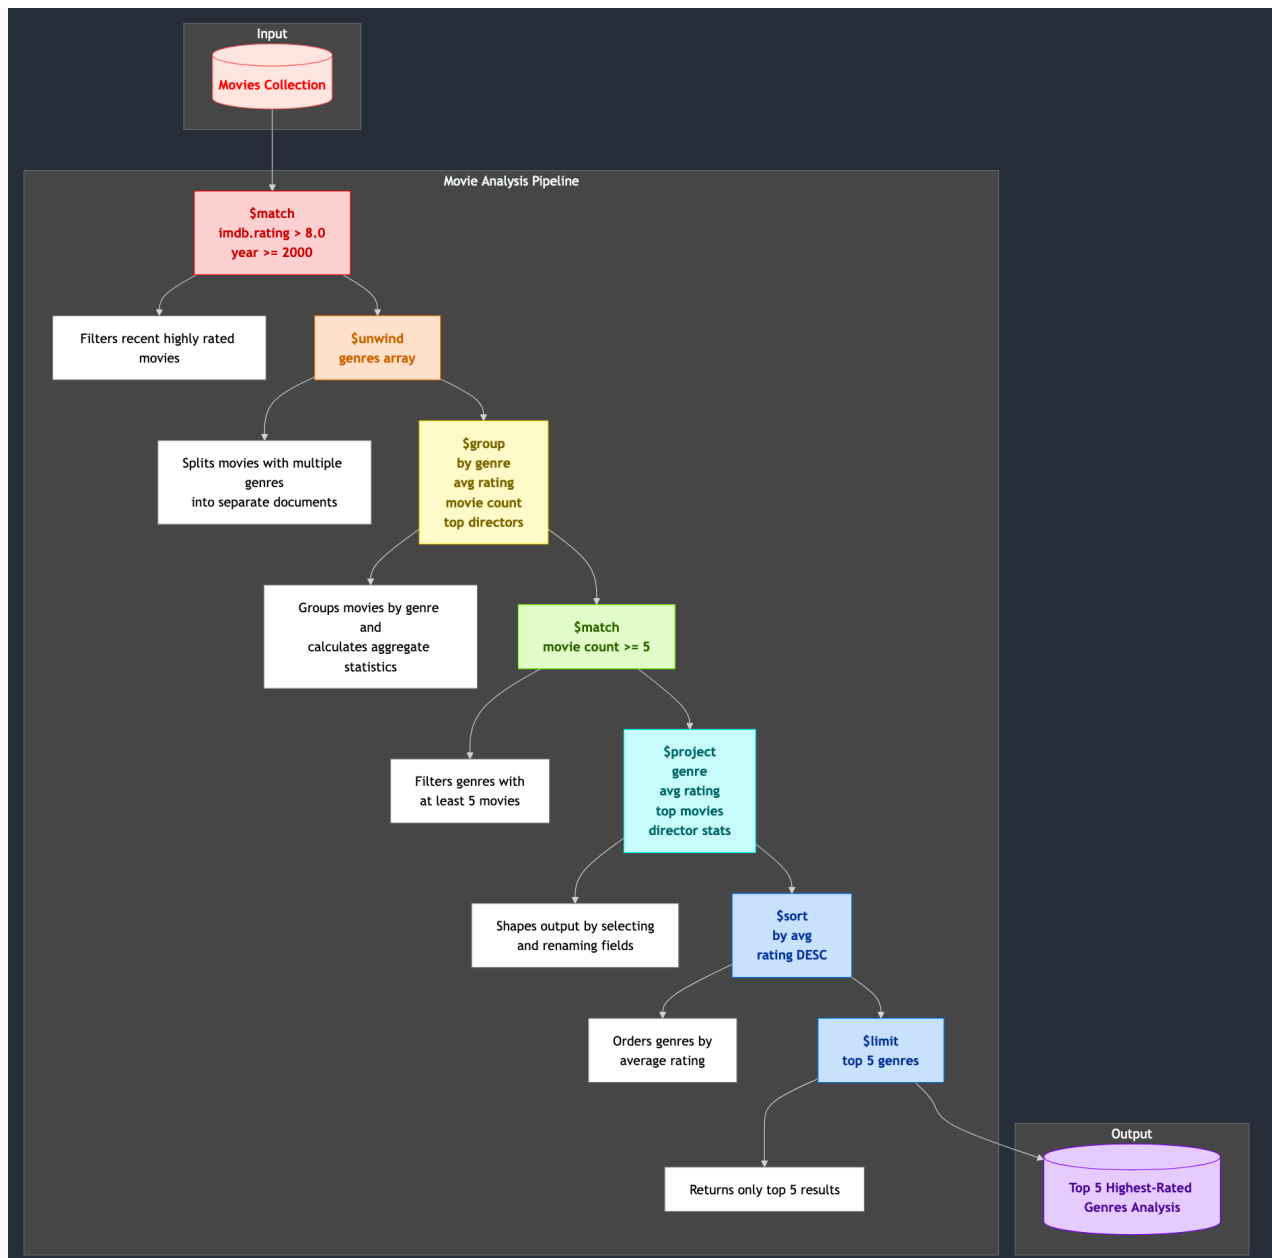 Input
Movies Collection
Movie Analysis Pipeline
$match
imdb.rating > 8.0
year >= 2000
Filters recent highly rated
movies
$unwind
genres array
Splits movies with multiple
genres
into separate documents
$group
by genre
avg rating
movie count
top directors
Groups movies by genre
and
calculates aggregate
statistics
$match
movie count >= 5
Filters genres with
at least 5 movies
$project
genre
avg rating
top movies
director stats
Shapes output by selecting
and renaming fields
$sort
by avg
rating DESC
Orders genres by
average rating
$limit
top 5 genres
Returns only top 5 results
Output
Top 5 Highest-Rated
Genres Analysis